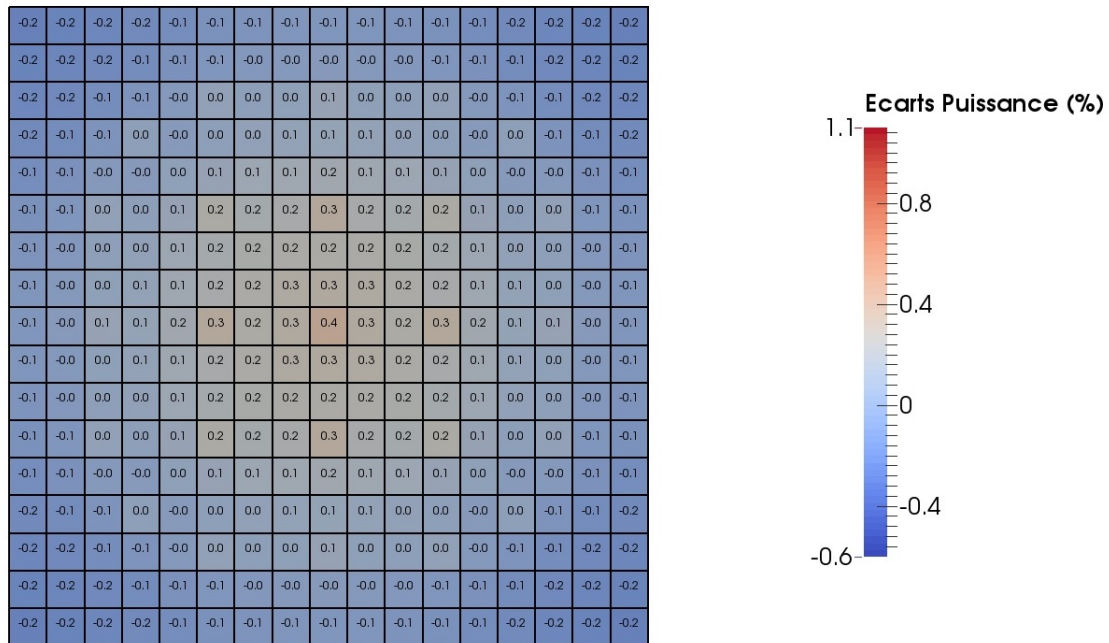 -0.2 -0.2 -0.2 -0.2 -0.1 -0.1 -0.1 -0.1 -0.1 -0.1 -0.1 -0.1 -0.1 -0.2 -0.2 -0.2 -0.2
-0.2 -0.2 -0.2 -0.1 -0.1 -0.1 -0.0 -0.0 -0.0 -0.0 -0.0 -0.1 -0.1 -0.1 -0.2 -0.2 -0.2
-0.2 -0.2 -0.1 -0.1 -0.0 0.0 0.0 0.0 0.1 0.0 0.0 0.0 -0.0 -0.1 -0.1 -0.2 -0.2
-0.2 -0.1 -0.1 0.0 -0.0 0.0 0.0 0.1 0.1 0.1 0.0 0.0 -0.0 0.0 -0.1 -0.1 -0.2
-0.1 -0.1 -0.0 -0.0 0.0 0.1 0.1 0.1 0.2 0.1 0.1 0.1 0.0 -0.0 -0.0 -0.1 -0.1
-0.1 -0.1 0.0 0.0 0.1 0.2 0.2 0.2 0.3 0.2 0.2 0.2 0.1 0.0 0.0 -0.1 -0.1
-0.1 -0.0 0.0 0.0 0.1 0.2 0.2 0.2 0.2 0.2 0.2 0.2 0.1 0.0 0.0 -0.0 -0.1
-0.1 -0.0 0.0 0.1 0.1 0.2 0.2 0.3 0.3 0.3 0.2 0.2 0.1 0.1 0.0 -0.0 -0.1
-0.1 -0.0 0.1 0.1 0.2 0.3 0.2 0.3 0.4 0.3 0.2 0.3 0.2 0.1 0.1 -0.0 -0.1
-0.1 -0.0 0.0 0.1 0.1 0.2 0.2 0.3 0.3 0.3 0.2 0.2 0.1 0.1 0.0 -0.0 -0.1
-0.1 -0.0 0.0 0.0 0.1 0.2 0.2 0.2 0.2 0.2 0.2 0.2 0.1 0.0 0.0 -0.0 -0.1
-0.1 -0.1 0.0 0.0 0.1 0.2 0.2 0.2 0.3 0.2 0.2 0.2 0.1 0.0 0.0 -0.1 -0.1
-0.1 -0.1 -0.0 -0.0 0.0 0.1 0.1 0.1 0.2 0.1 0.1 0.1 0.0 -0.0 -0.0 -0.1 -0.1
-0.2 -0.1 -0.1 0.0 -0.0 0.0 0.0 0.1 0.1 0.1 0.0 0.0 -0.0 0.0 -0.1 -0.1 -0.2
-0.2 -0.2 -0.1 -0.1 -0.0 0.0 0.0 0.0 0.1 0.0 0.0 0.0 -0.0 -0.1 -0.1 -0.2 -0.2
-0.2 -0.2 -0.2 -0.1 -0.1 -0.1 -0.0 -0.0 -0.0 -0.0 -0.0 -0.1 -0.1 -0.1 -0.2 -0.2 -0.2
-0.2 -0.2 -0.2 -0.2 -0.1 -0.1 -0.1 -0.1 -0.1 -0.1 -0.1 -0.1 -0.1 -0.2 -0.2 -0.2 -0.2
Ecarts Puissance (%)
1.1
0.8
0.4
0
-0.4
-0.6